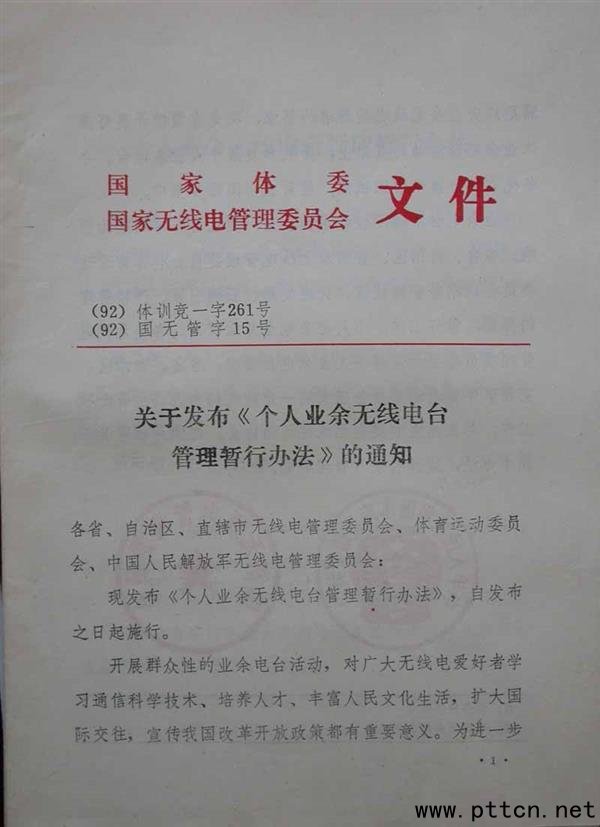 国家体委
国家无线电管理委员会
文件
(92)体训竞一字261号
(92)国无管字15号
关于发布《个人业余无线电台
管理暂行办法》的通知
各省、自治区、直辖市无线电管理委员会、体育运动委员
会、中国人民解放军无线电管理委员会:
现发布《个人业余无线电台管理暂行办法》,自发布
之日起施行。
开展群众性的业余电台活动,对广大无线电爱好者学
习通信科学技术、培养人才、丰富人民文化生活,扩大国
际交往,宣传我国改革开放政策都有重要意义。为进一步
·1·
www.pttcn.net